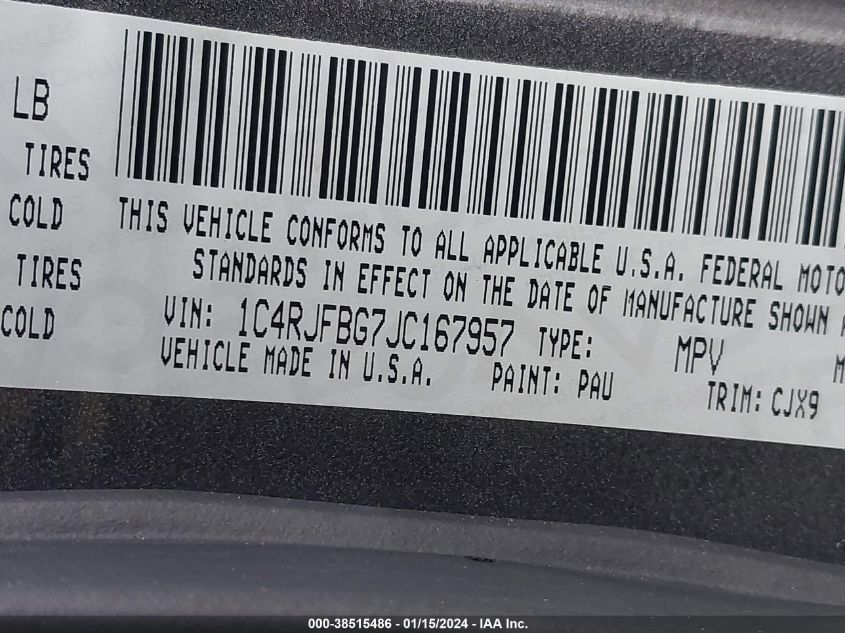 LB
TIRES
COLD
TIRES
COLD
THIS VEHICLE CONFORMS TO ALL APPLICABLE U.S.A. FEDERAL MOTO
STANDARDS IN EFFECT ON THE DATE OF MANUFACTURE SHOWN A
VIN: 1C4RJFBG7JC167957 TYPE: MPV M
VEHICLE MADE IN U.S.A. PAINT: PAU TRIM: CJX9
000-38515486 - 01/15/2024 - IAA Inc.